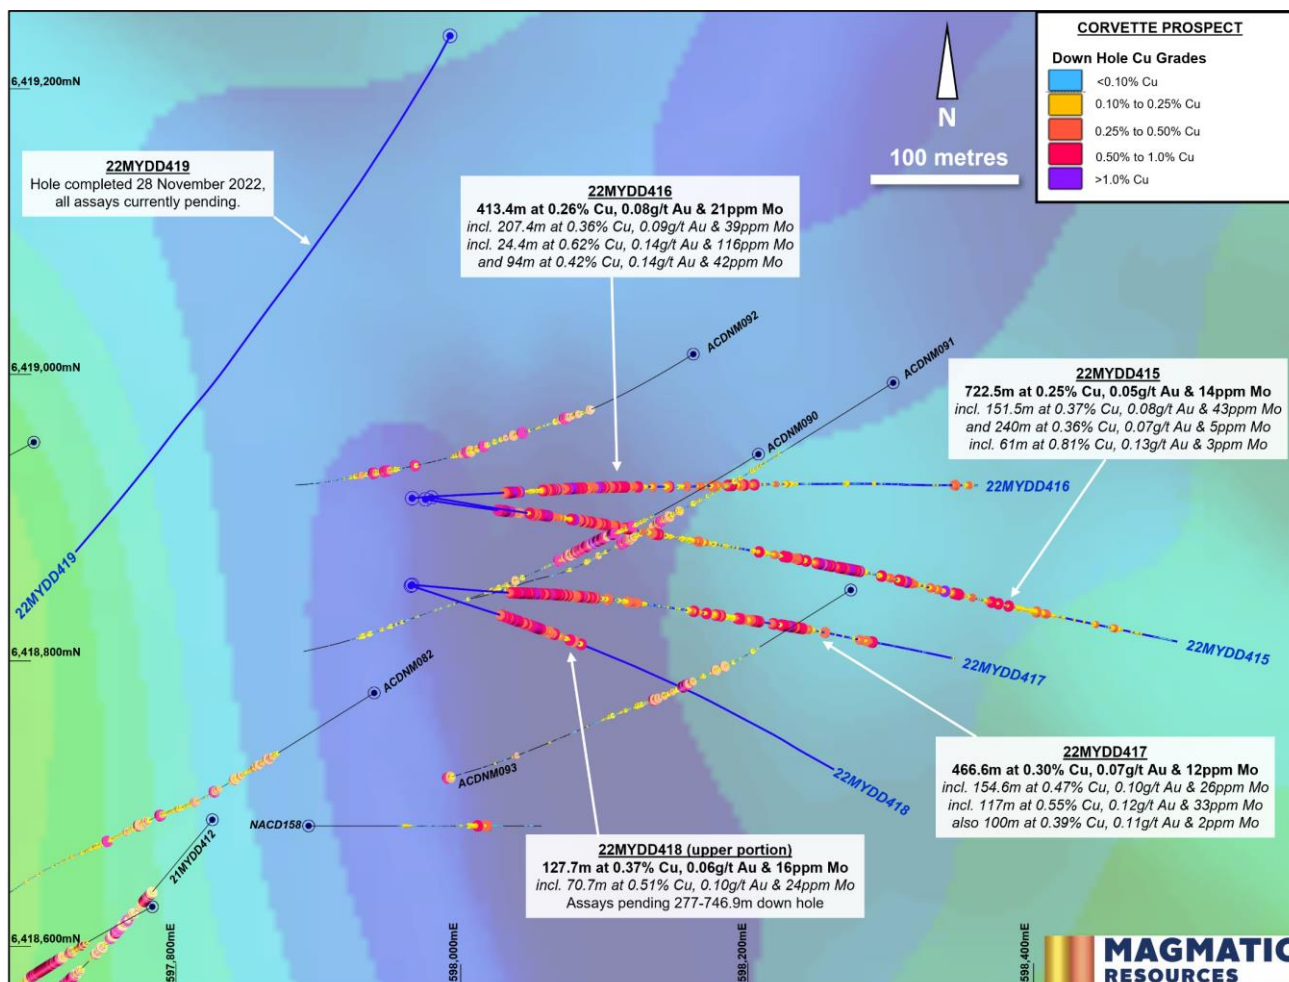 CORVETTE PROSPECT
Down Hole Cu Grades
<0.10% Cu
0.10% to 0.25% Cu
0.25% to 0.50% Cu
0.50% to 1.0% Cu
>1.0% Cu
N
100 metres
6,419,200mN
22MYDD419
Hole completed 28 November 2022,
all assays currently pending.
22MYDD416
413.4m at 0.26% Cu, 0.08g/t Au & 21ppm Mo
incl. 207.4m at 0.36% Cu, 0.09g/t Au & 39ppm Mo
incl. 24.4m at 0.62% Cu, 0.14g/t Au & 116ppm Mo
and 94m at 0.42% Cu, 0.14g/t Au & 42ppm Mo
ACDNM092
ACDNM091
6,419,000mN
22MYDD415
722.5m at 0.25% Cu, 0.05g/t Au & 14ppm Mo
incl. 151.5m at 0.37% Cu, 0.08g/t Au & 43ppm Mo
and 240m at 0.36% Cu, 0.07g/t Au & 5ppm Mo
incl. 61m at 0.81% Cu, 0.13g/t Au & 3ppm Mo
ACDNM090
22MYDD416
22MYDD419
22MYDD415
22MYDD417
6,418,800mN
ACDNM082
ACDNM093
22MYDD418
22MYDD417
466.6m at 0.30% Cu, 0.07g/t Au & 12ppm Mo
incl. 154.6m at 0.47% Cu, 0.10g/t Au & 26ppm Mo
incl. 117m at 0.55% Cu, 0.12g/t Au & 33ppm Mo
also 100m at 0.39% Cu, 0.11g/t Au & 2ppm Mo
21MYDD412
NACD158
22MYDD418 (upper portion)
127.7m at 0.37% Cu, 0.06g/t Au & 16ppm Mo
incl. 70.7m at 0.51% Cu, 0.10g/t Au & 24ppm Mo
Assays pending 277-746.9m down hole
6,418,600mN
597,800mE
598,000mE
598,200mE
598,400mE
MAGMATIC
RESOURCES